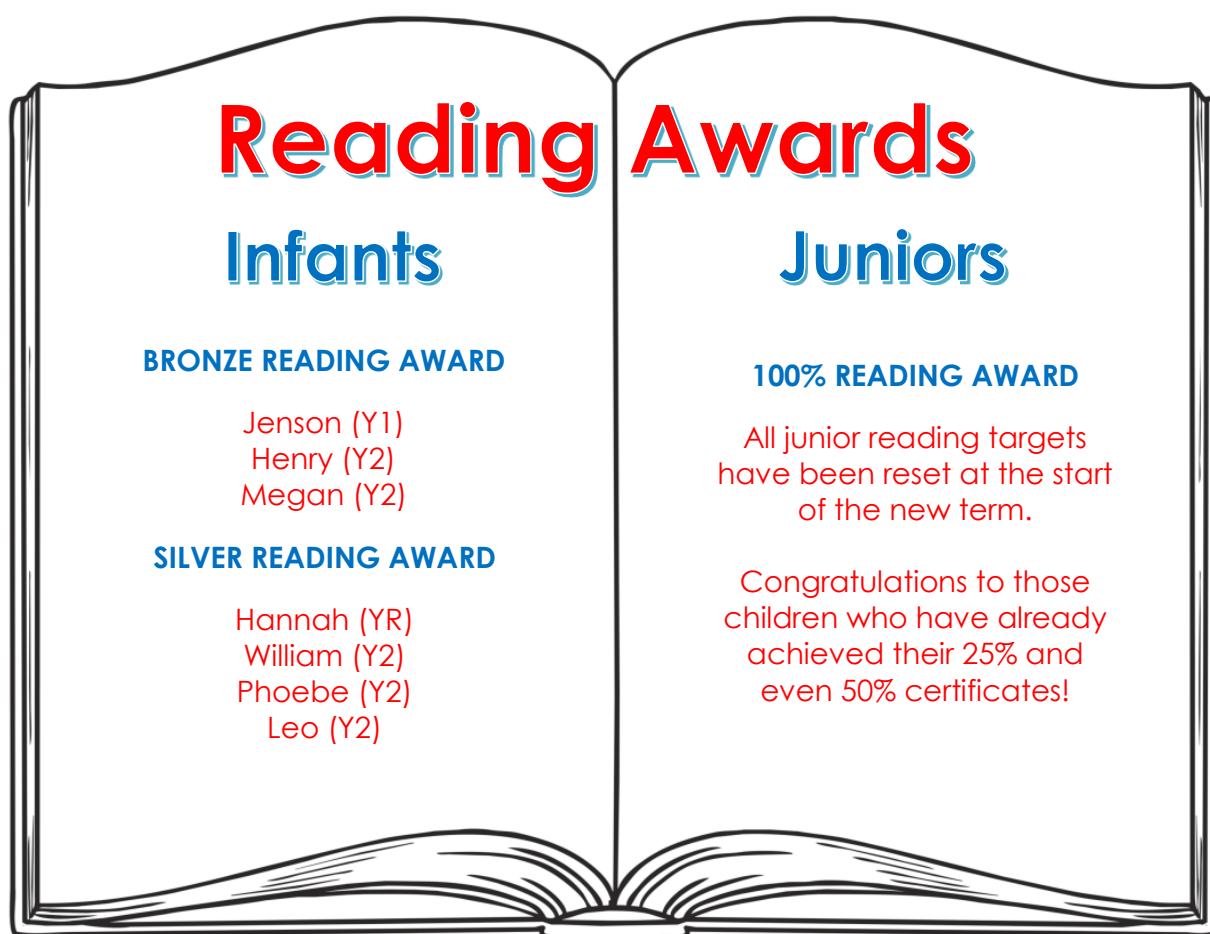 Reading Awards
Infants
BRONZE READING AWARD
Jenson (Y1)
Henry (Y2)
Megan (Y2)
SILVER READING AWARD
Hannah (YR)
William (Y2)
Phoebe (Y2)
Leo (Y2)
Juniors
100% READING AWARD
All junior reading targets
have been reset at the start
of the new term.
Congratulations to those
children who have already
achieved their 25% and
even 50% certificates!